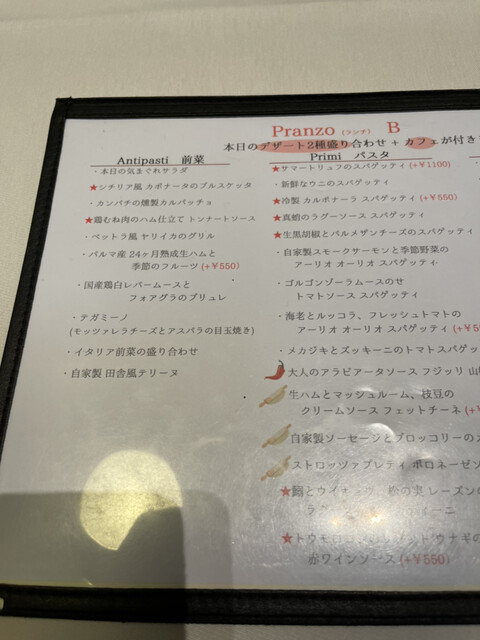 Pranzo (ランチ) B
本日のデザート2種盛り合わせ + カフェが付きま
Antipasti 前菜
・本日の気まぐれサラダ
★シチリア風 カポナータのブルスケッタ
・カンパチの燻製カルパッチョ
★鶏むね肉のハム仕立て トンナートソース
・ベットラ風 ヤリイカのグリル
・パルマ産 24ヶ月熟成生ハムと
季節のフルーツ (+￥550)
・国産鶏白レバームースと
フォアグラのブリュレ
・テガミーノ
(モッツァレラチーズとアスパラの目玉焼き)
・イタリア前菜の盛り合わせ
・自家製 田舎風テリーヌ
Primi パスタ
★サマートリュフのスパゲッティ (+￥1100)
・新鮮なウニのスパゲッティ
★冷製 カルボナーラ スパゲッティ (+￥550)
★真蛸のラグーソース スパゲッティ
★生黒胡椒とパルメザンチーズのスパゲッティ
・自家製スモークサーモンと季節野菜の
アーリオ オーリオ スパゲッティ
・ゴルゴンゾーラムースのせ
トマトソース スパゲッティ
・海老とルッコラ、フレッシュトマトの
アーリオ オーリオ スパゲッティ (+￥5
・メカジキとズッキーニのトマトスパゲッ
大人のアラビアータソース フジッリ 山
生ハムとマッシュルーム、枝豆の
クリームソース フェットチーネ (+
自家製ソーセージとブロッコリーの
ストロッツァプレティ ボロネーゼン
★鰯とウイキョウ、松の実 レーズンの
ラグ
★トウモロコシ ウナギの
赤ワインソース (+￥550)